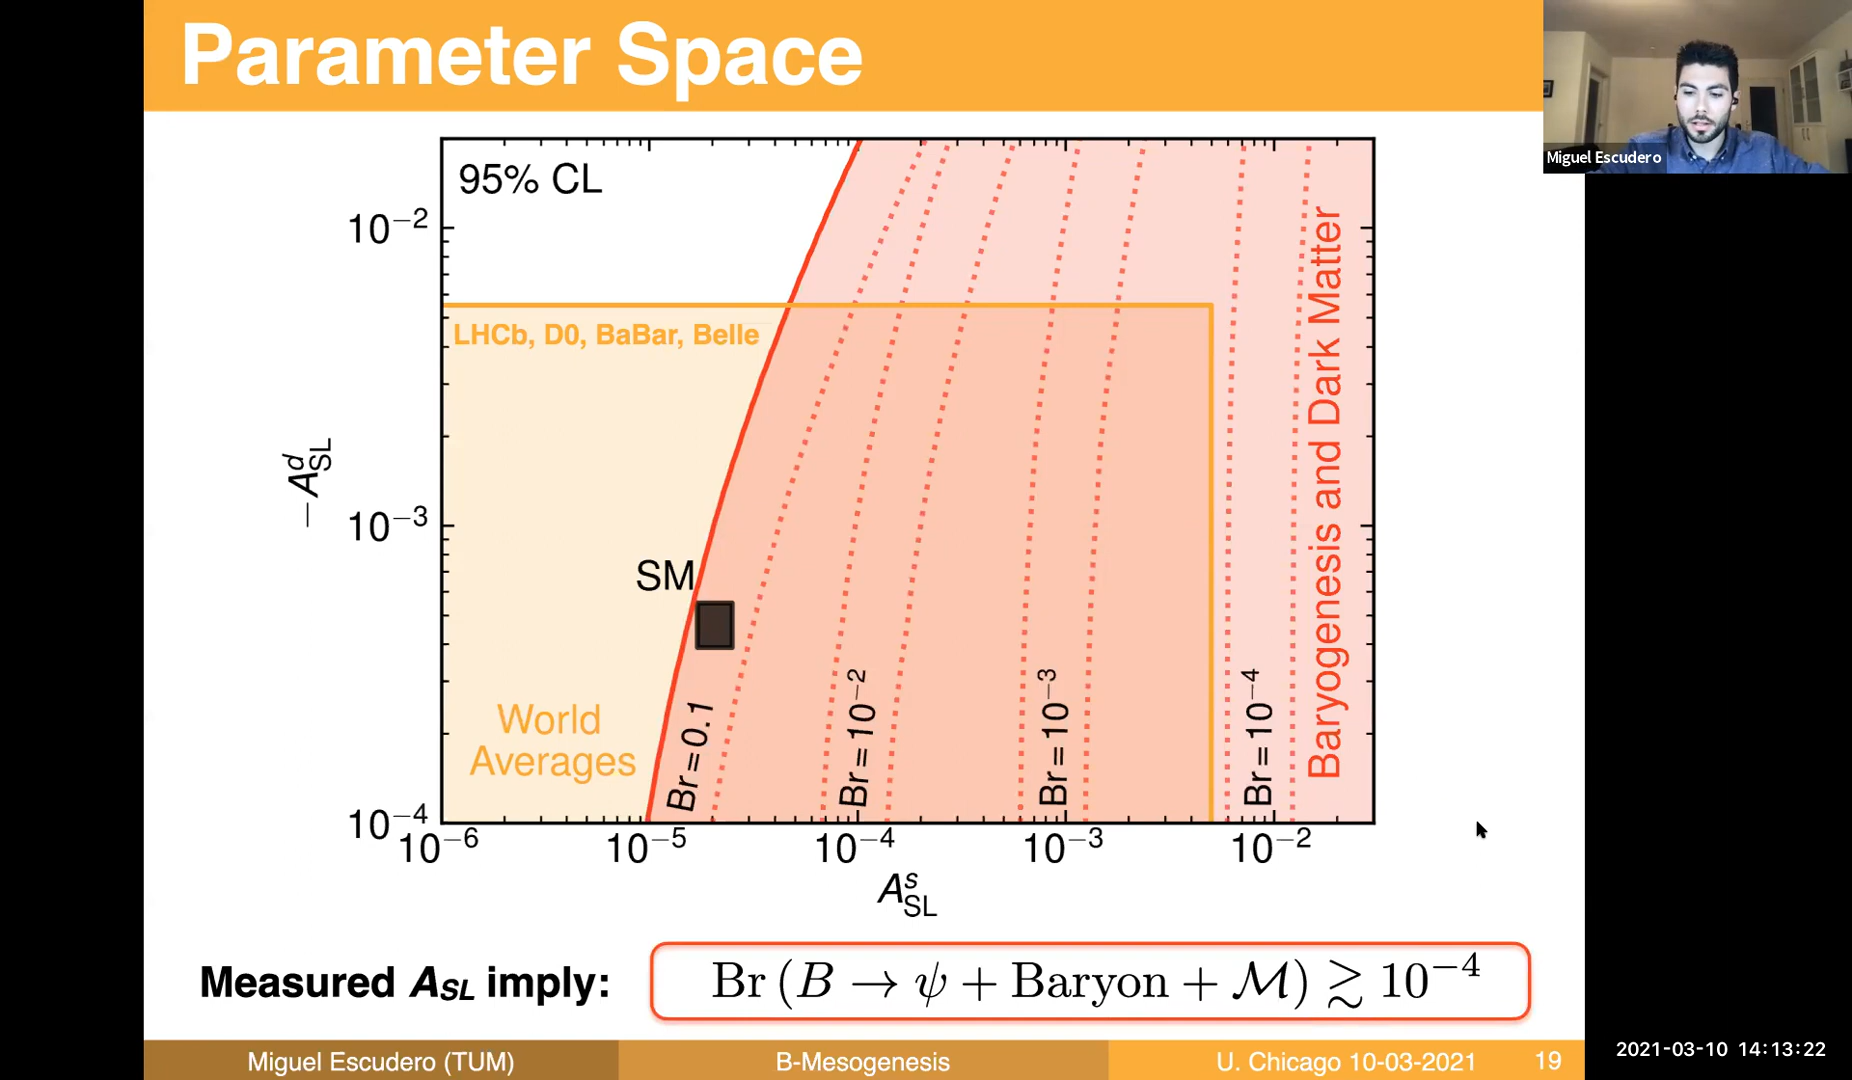 Parameter Space
Miguel Escudero
95% CL
LHCb, D0, BaBar, Belle
SM
World
Averages
Br = 0.1
Br = 10⁻²
Br = 10⁻³
Br = 10⁻⁴
Baryogenesis and Dark Matter
−A^d_SL
10⁻²
10⁻³
10⁻⁴
10⁻⁶ 10⁻⁵ 10⁻⁴ 10⁻³ 10⁻²
A^s_SL
Measured A_SL imply: Br (B → ψ + Baryon + ℳ) ≳ 10⁻⁴
Miguel Escudero (TUM) B-Mesogenesis U. Chicago 10-03-2021 19
2021-03-10 14:13:22